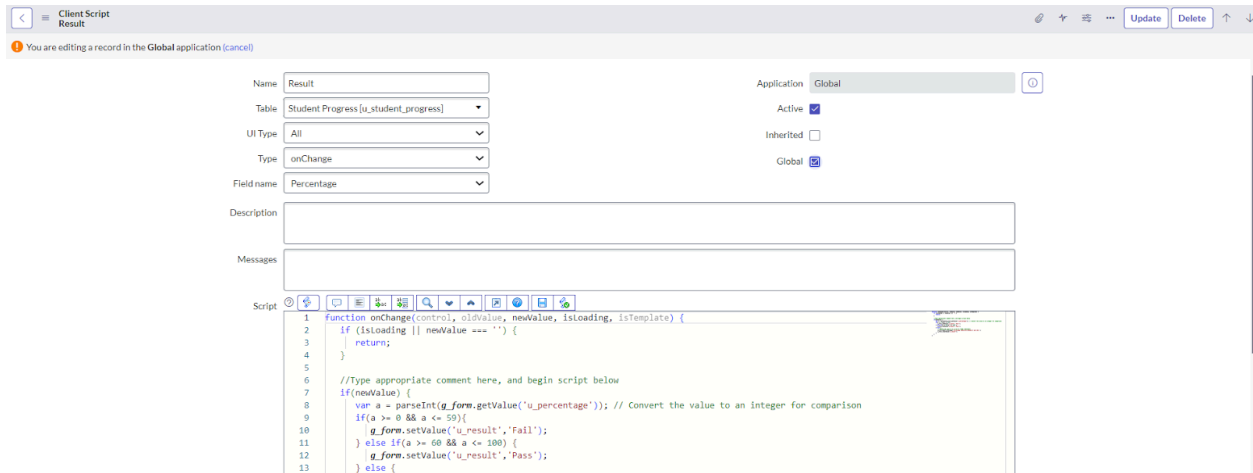 Client Script
Result
Update Delete
You are editing a record in the Global application (cancel)
Name Result
Application Global
Table Student Progress [u_student_progress]
Active
UI Type All
Inherited
Type onChange
Global
Field name Percentage
Description
Messages
Script
1 function onChange(control, oldValue, newValue, isLoading, isTemplate) {
2 if (isLoading || newValue === '') {
3 return;
4 }
5
6 //Type appropriate comment here, and begin script below
7 if(newValue) {
8 var a = parseInt(g_form.getValue('u_percentage')); // Convert the value to an integer for comparison
9 if(a >= 0 && a <= 59){
10 g_form.setValue('u_result','Fail');
11 } else if(a >= 60 && a <= 100) {
12 g_form.setValue('u_result','Pass');
13 } else {